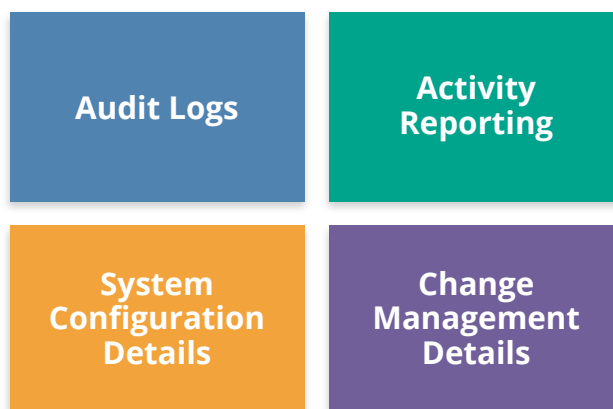 Audit Logs
Activity
Reporting
System
Configuration
Details
Change
Management
Details